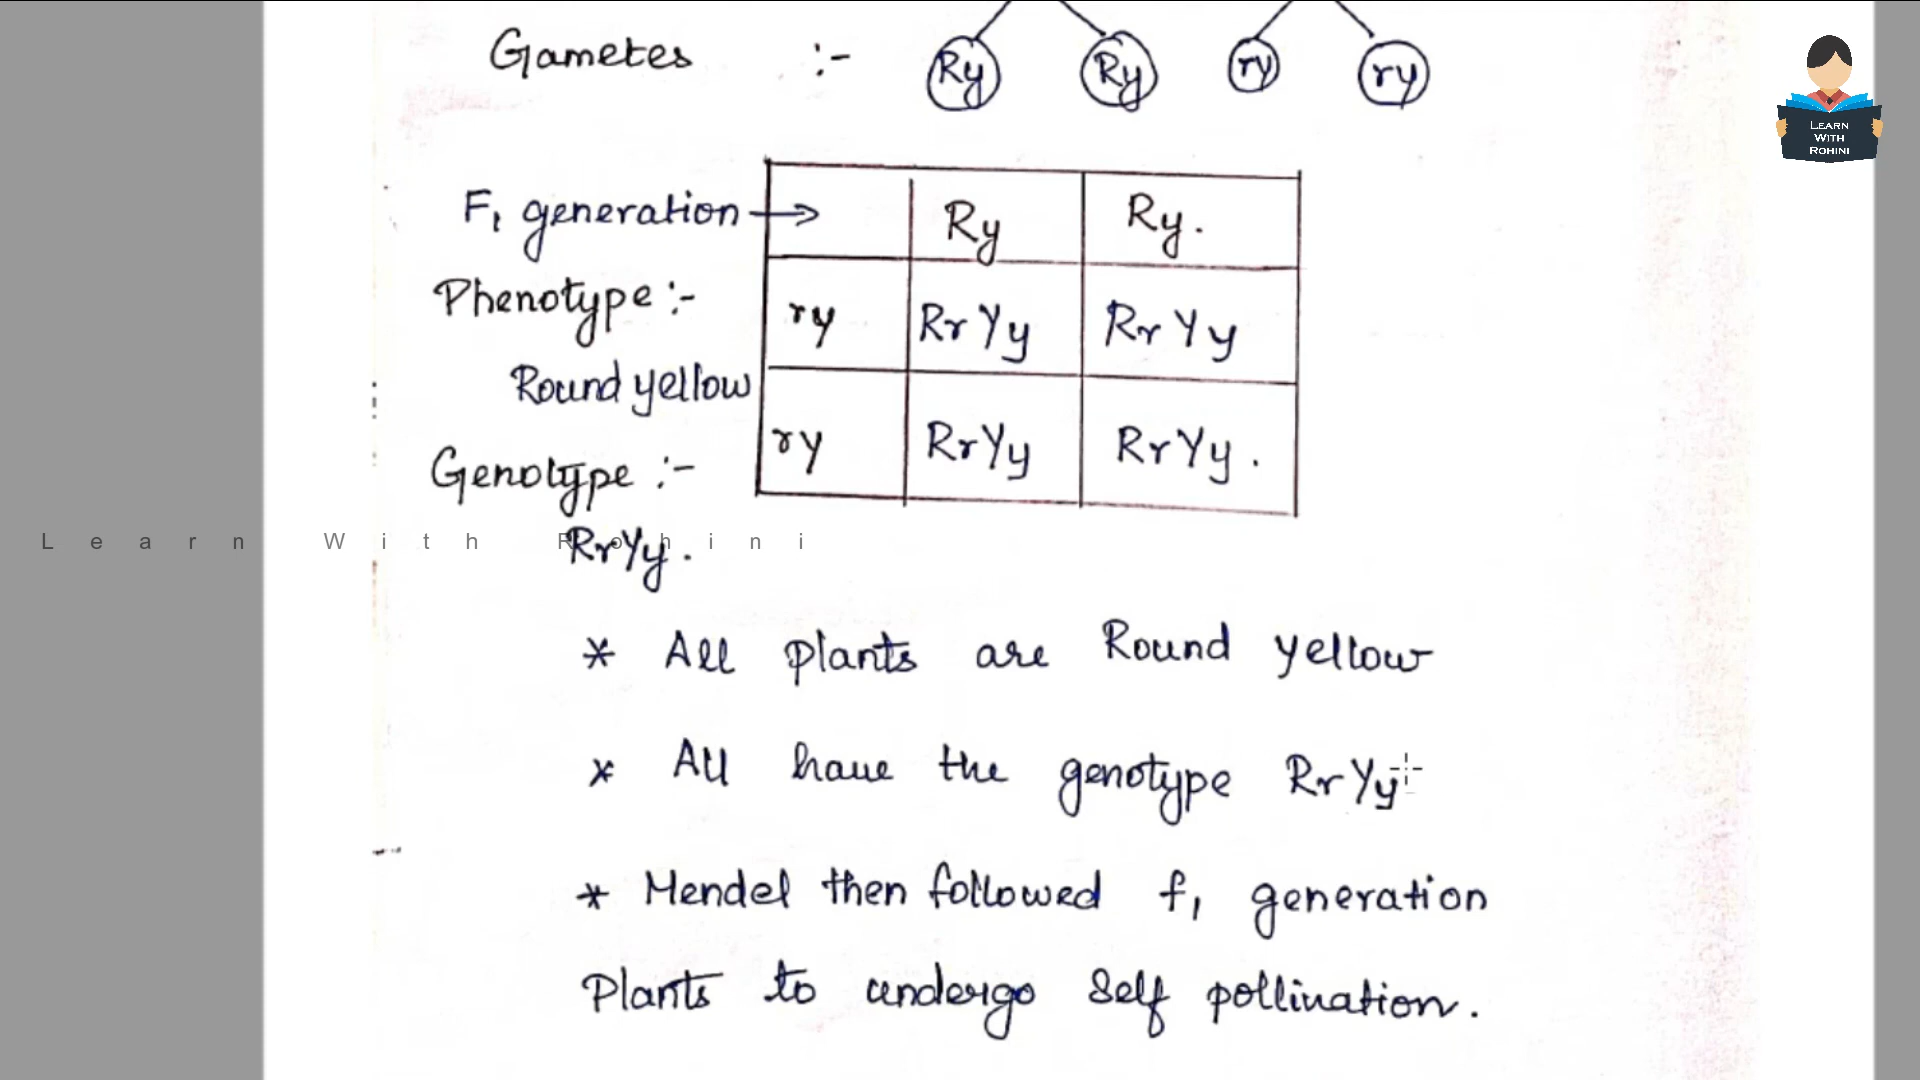 Gametes :- Ry Ry ry ry
LEARN
WITH
ROHINI
F1 generation → Ry Ry.
Phenotype :- ry RrYy RrYy
Round yellow
ry RrYy RrYy.
Genotype :-
Learn With Rohini
RrYy.
* All plants are Round yellow
* All have the genotype RrYy
* Mendel then followed f1 generation
Plants to undergo Self pollination.